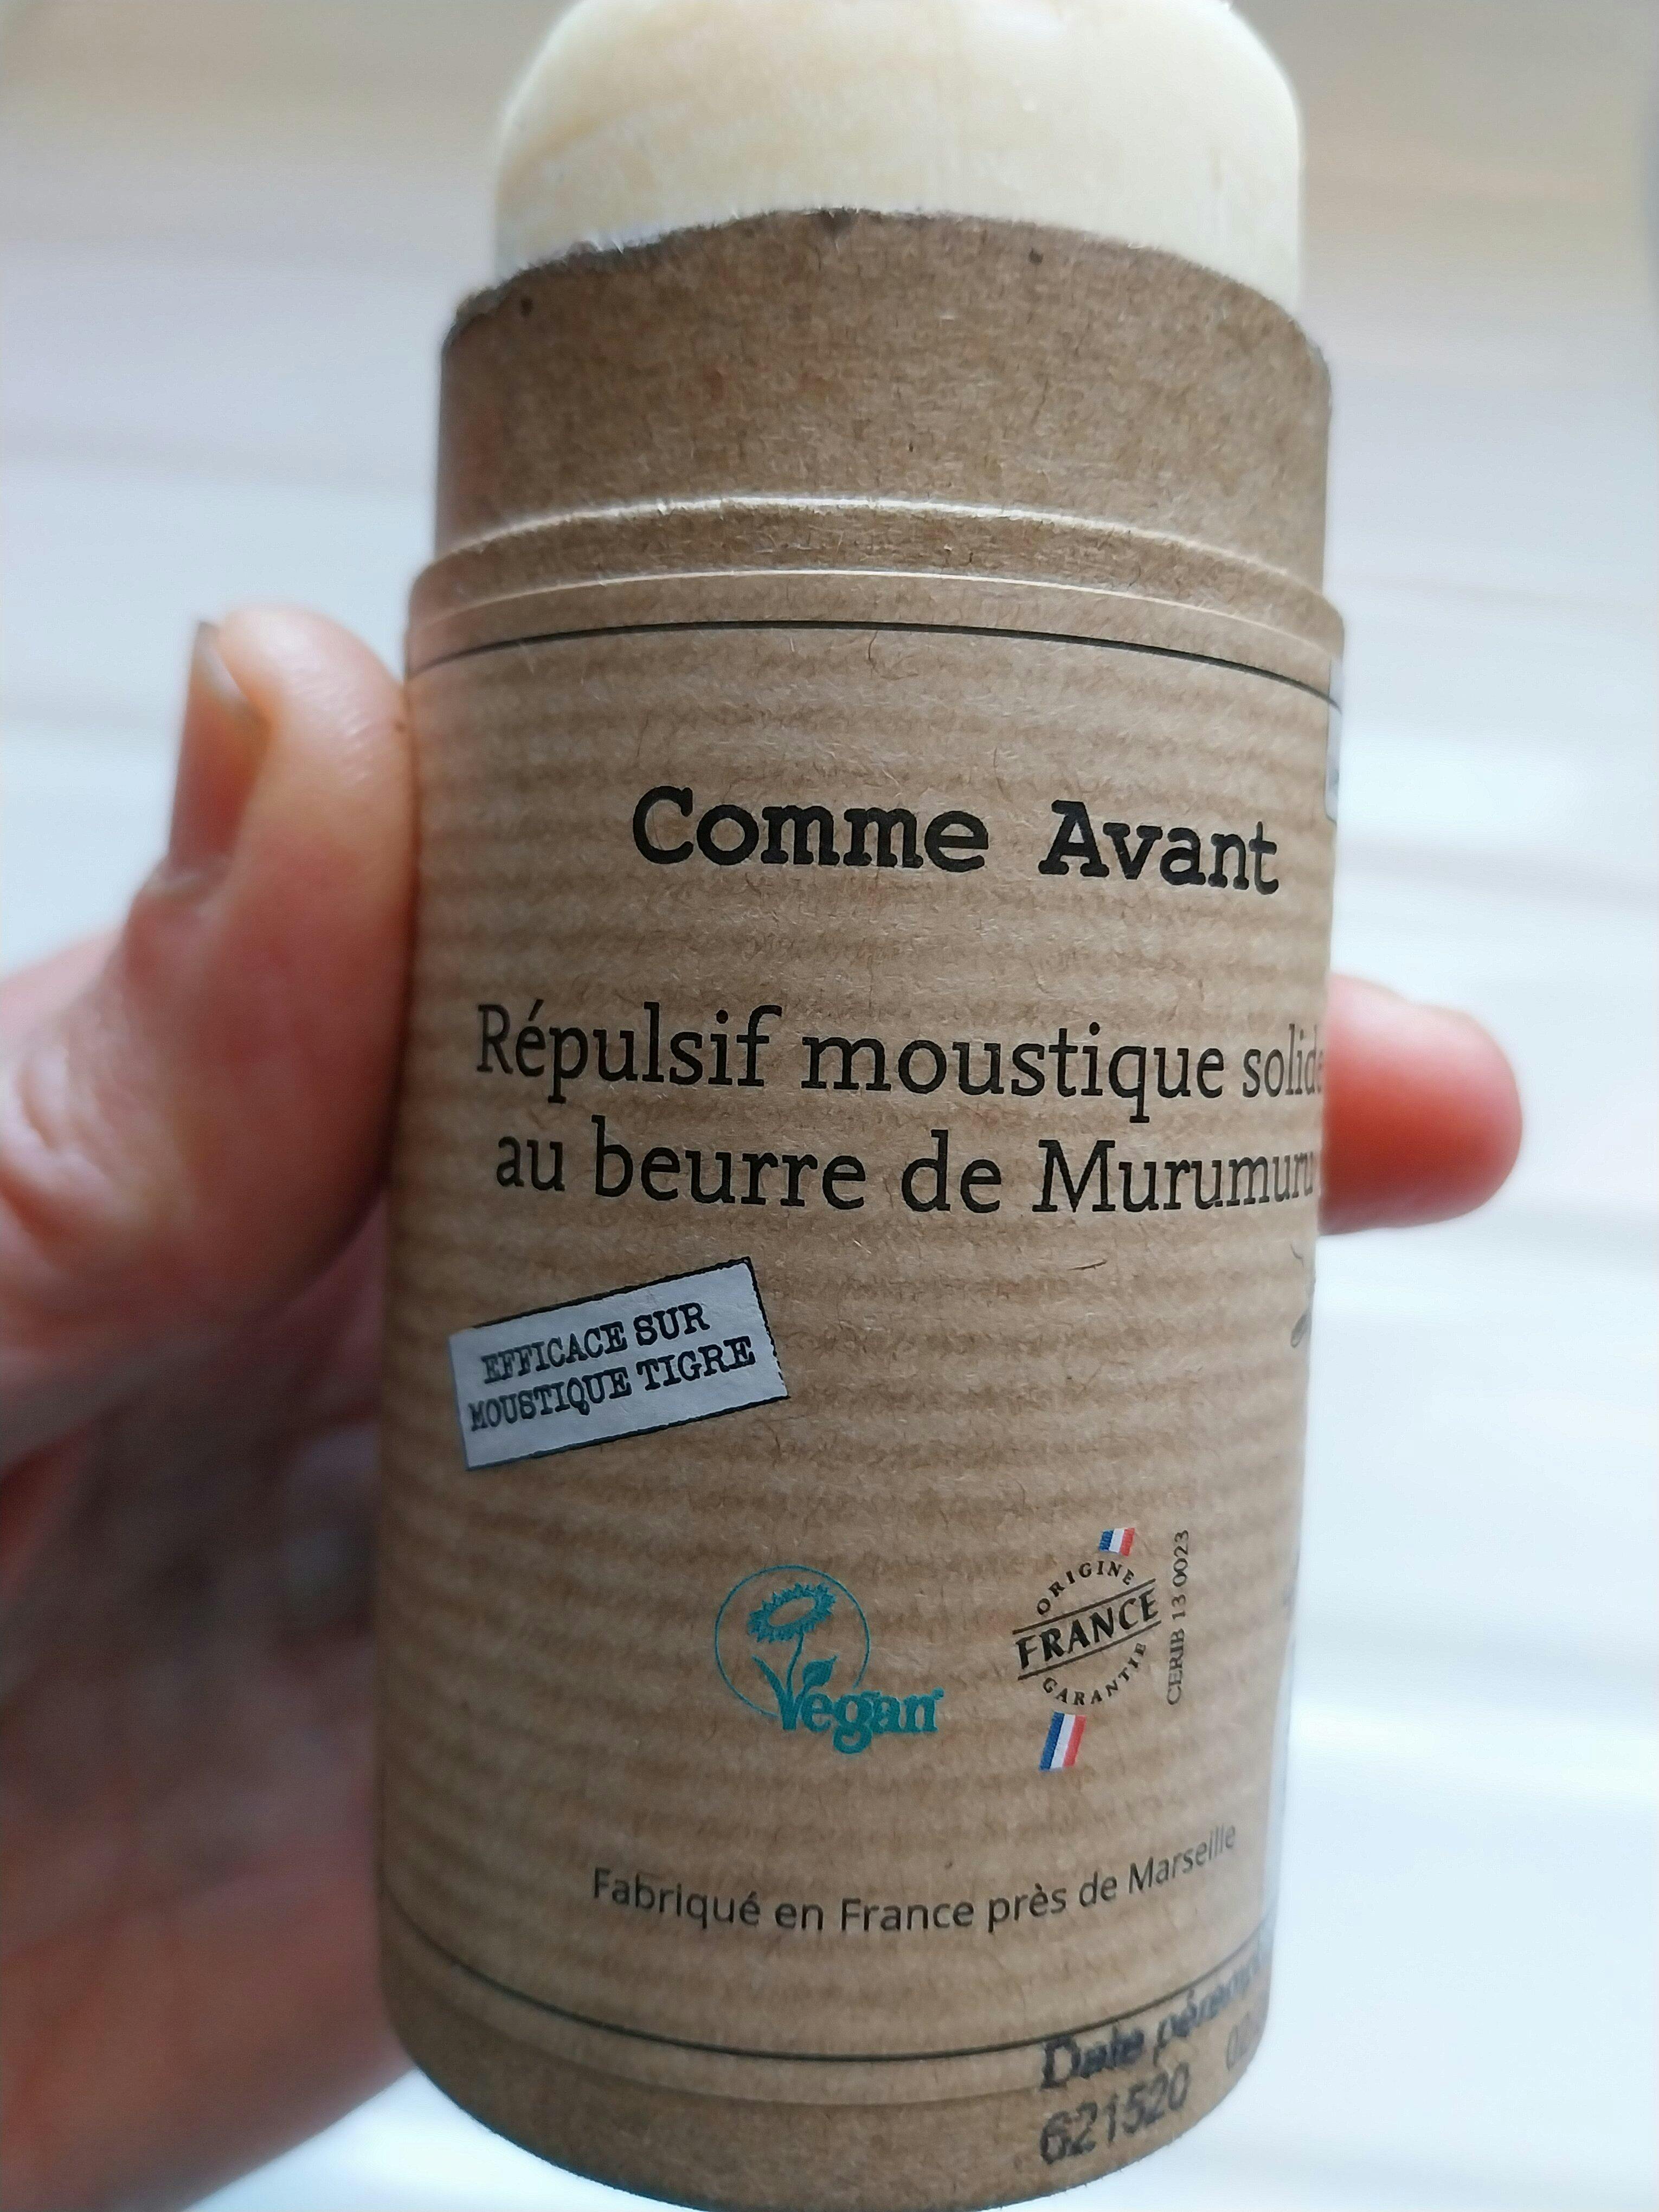 Comme Avant
Répulsif moustique solide
au beurre de Murumuru
EFFICACE SUR
MOUSTIQUE TIGRE
Vegan
ORIGINE
FRANCE
GARANTIE
CERIB 13 0023
Fabriqué en France près de Marseille
Date
621520